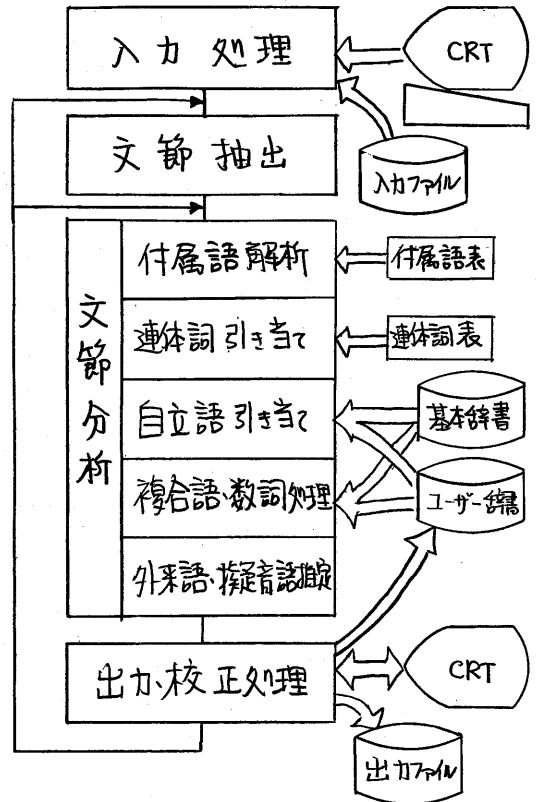 入力処理
CRT
文節抽出
入力ファイル
文節分析
付属語解析
付属語表
連体詞引き当て
連体詞表
自立語引き当て
基本辞書
複合語・数詞処理
ユーザー辞書
外来語・擬音語推定
出力、校正処理
CRT
出力ファイル